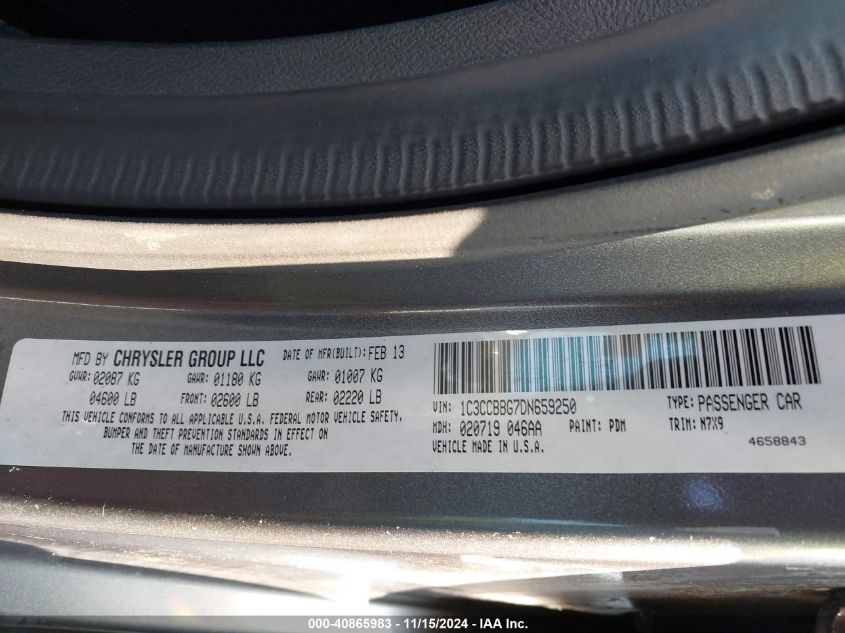 MFD BY CHRYSLER GROUP LLC DATE OF MFR(BUILT): FEB 13
GVWR: 02087 KG GAWR: 01180 KG GAWR: 01007 KG
04600 LB FRONT: 02600 LB REAR: 02220 LB
THIS VEHICLE CONFORMS TO ALL APPLICABLE U.S.A. FEDERAL MOTOR VEHICLE SAFETY,
BUMPER AND THEFT PREVENTION STANDARDS IN EFFECT ON
THE DATE OF MANUFACTURE SHOWN ABOVE.
VIN: 1C3CCBBG7DN659250 TYPE: PASSENGER CAR
MDH: 020719 046AA PAINT: PDM TRIM: N7X9
VEHICLE MADE IN U.S.A. 4658843
000-40865983 - 11/15/2024 - IAA Inc.